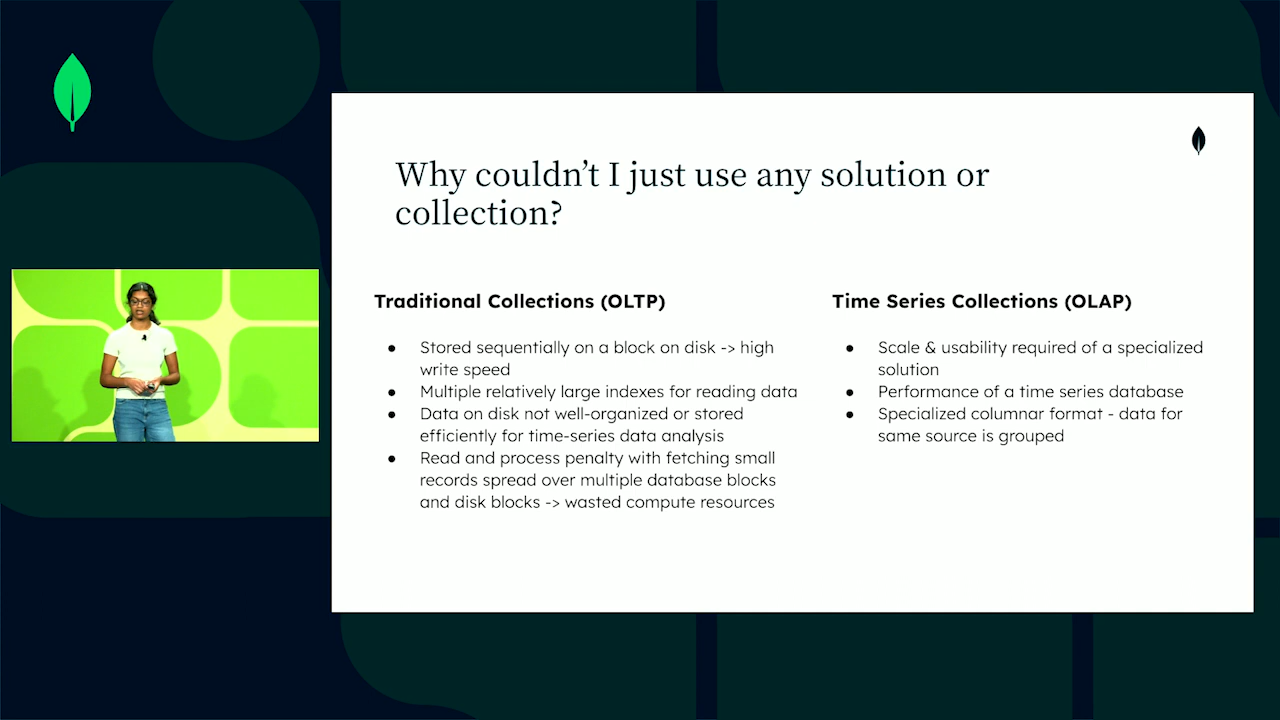 Why couldn’t I just use any solution or
collection?
Traditional Collections (OLTP)
● Stored sequentially on a block on disk -> high
write speed
● Multiple relatively large indexes for reading data
● Data on disk not well-organized or stored
efficiently for time-series data analysis
● Read and process penalty with fetching small
records spread over multiple database blocks
and disk blocks -> wasted compute resources
Time Series Collections (OLAP)
● Scale & usability required of a specialized
solution
● Performance of a time series database
● Specialized columnar format - data for
same source is grouped